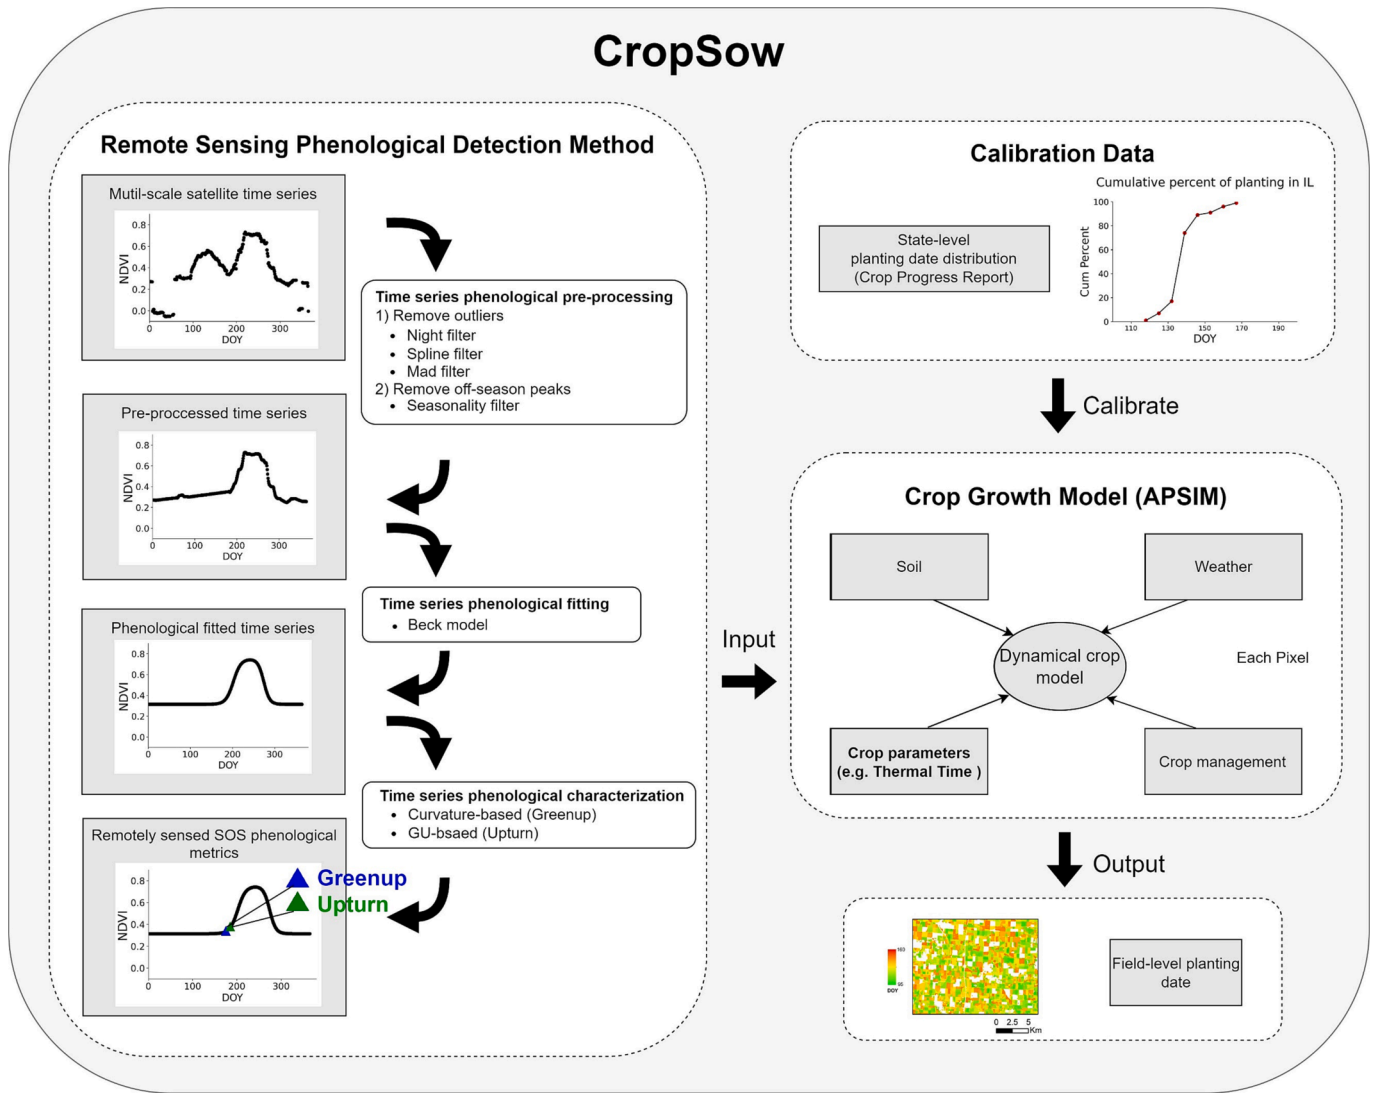 CropSow
Remote Sensing Phenological Detection Method
Mutil-scale satellite time series
NDVI
0.8
0.6
0.4
0.2
0.0
0
100
200
300
DOY
Time series phenological pre-processing
1) Remove outliers
• Night filter
• Spline filter
• Mad filter
2) Remove off-season peaks
• Seasonality filter
Pre-proccessed time series
NDVI
0.8
0.6
0.4
0.2
0.0
0
100
200
300
DOY
Time series phenological fitting
• Beck model
Phenological fitted time series
NDVI
0.8
0.6
0.4
0.2
0.0
0
100
200
300
DOY
Time series phenological characterization
• Curvature-based (Greenup)
• GU-bsaed (Upturn)
Remotely sensed SOS phenological
metrics
Greenup
Upturn
NDVI
0.8
0.6
0.4
0.2
0.0
0
100
200
300
DOY
Input
Calibration Data
State-level
planting date distribution
(Crop Progress Report)
Cumulative percent of planting in IL
Cum Percent
100
80
60
40
20
0
110
130
150
170
190
DOY
Calibrate
Crop Growth Model (APSIM)
Soil
Weather
Dynamical crop
model
Each Pixel
Crop parameters
(e.g. Thermal Time )
Crop management
Output
160
95
DOY
0 2.5 5
Km
Field-level planting
date